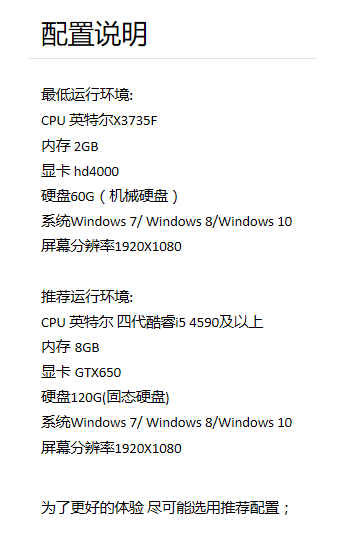 配置说明
最低运行环境:
CPU 英特尔X3735F
内存 2GB
显卡 hd4000
硬盘60G（机械硬盘）
系统Windows 7/ Windows 8/Windows 10
屏幕分辨率1920X1080
推荐运行环境:
CPU 英特尔 四代酷睿i5 4590及以上
内存 8GB
显卡 GTX650
硬盘120G(固态硬盘)
系统Windows 7/ Windows 8/Windows 10
屏幕分辨率1920X1080
为了更好的体验 尽可能选用推荐配置；